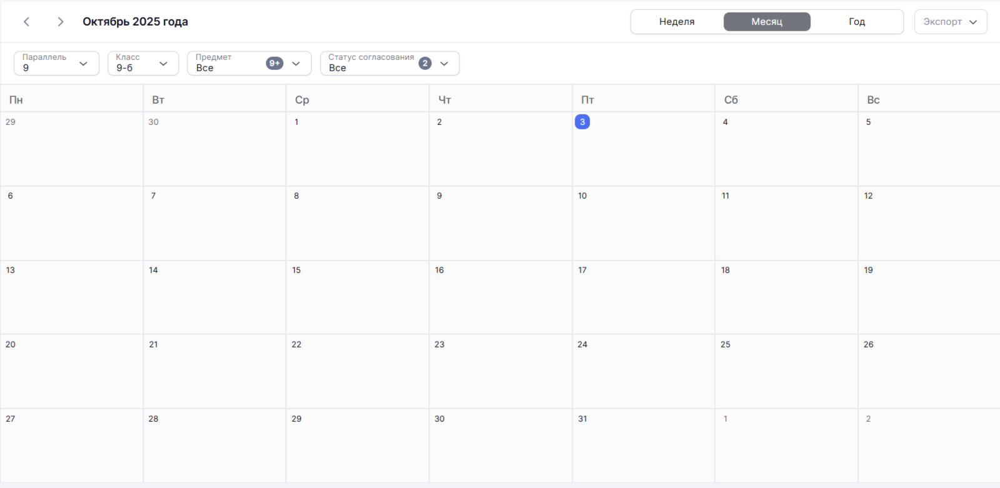 Октябрь 2025 года Неделя Месяц Год Экспорт
Параллель Класс Предмет Статус согласования
9 9-б Все 9+ Все 2
Пн Вт Ср Чт Пт Сб Вс
29 30 1 2 3 4 5
6 7 8 9 10 11 12
13 14 15 16 17 18 19
20 21 22 23 24 25 26
27 28 29 30 31 1 2